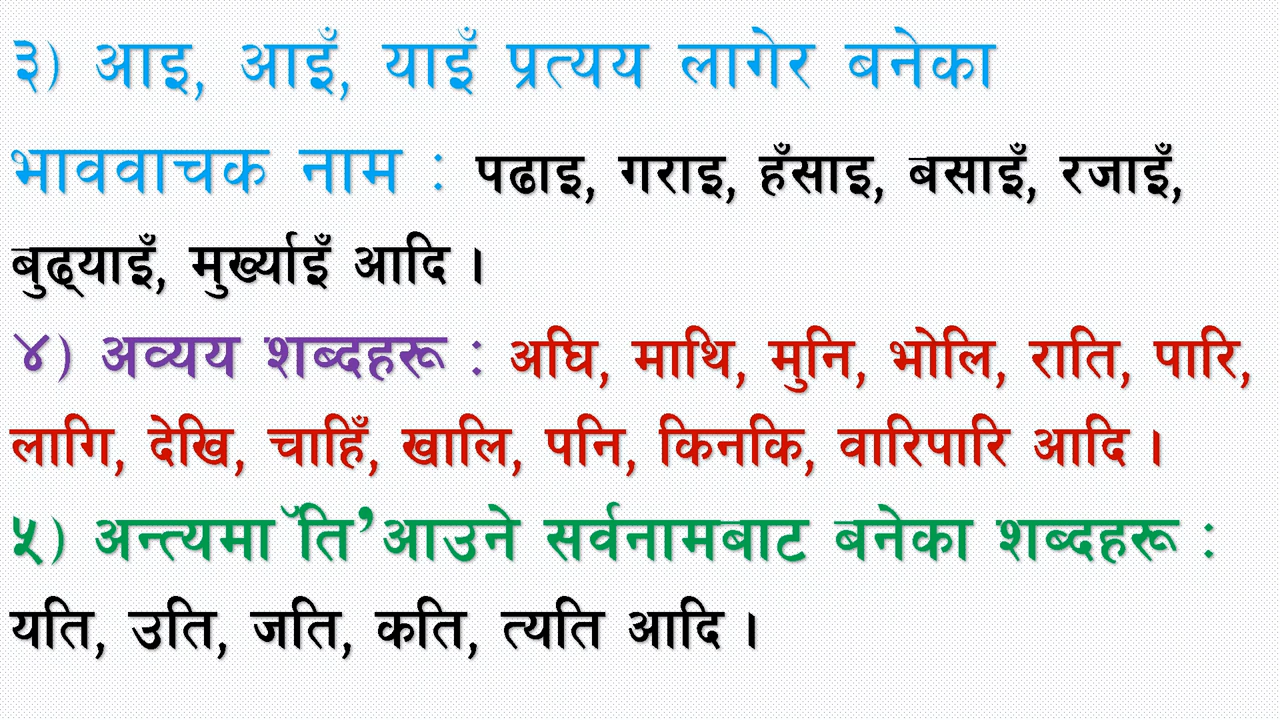 ३) आइ, आइँ, याइँ प्रत्यय लागेर बनेका
भाववाचक नाम : पढाइ, गराइ, हँसाइ, बसाइँ, रजाइँ,
बुढ्याइँ, मुर्ख्याइँ आदि ।
४) अव्यय शब्दहरू : अघि, माथि, मुनि, भोलि, राति, पारि,
लागि, देखि, चाहिँ, खालि, पनि, किनकि, वारिपारि आदि ।
५) अन्त्यमा ‘ति’ आउने सर्वनामबाट बनेका शब्दहरू :
यति, उति, जति, कति, त्यति आदि ।